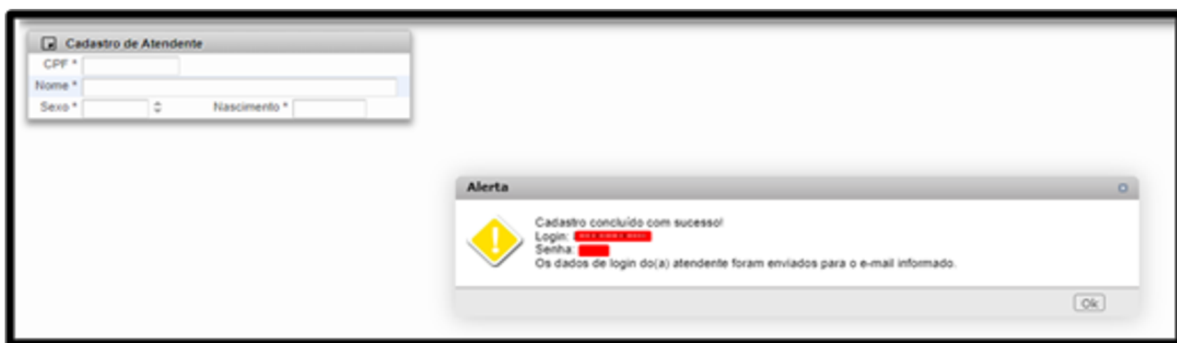 Cadastro de Atendente
CPF *
Nome *
Sexo * Nascimento *
Alerta
Cadastro concluído com sucesso!
Login:
Senha:
Os dados de login do(a) atendente foram enviados para o e-mail informado.
Ok